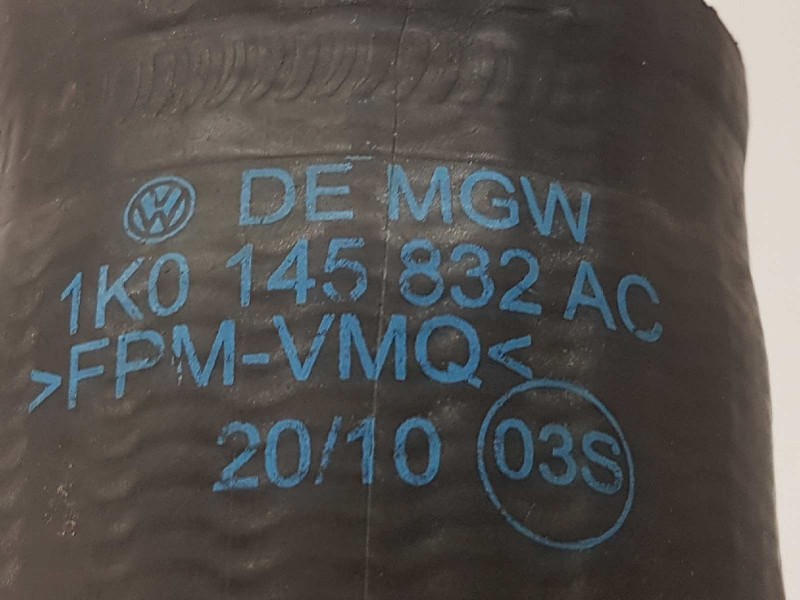 DE MGW
1K0 145 832 AC
>FPM-VMQ<
20/10 03S